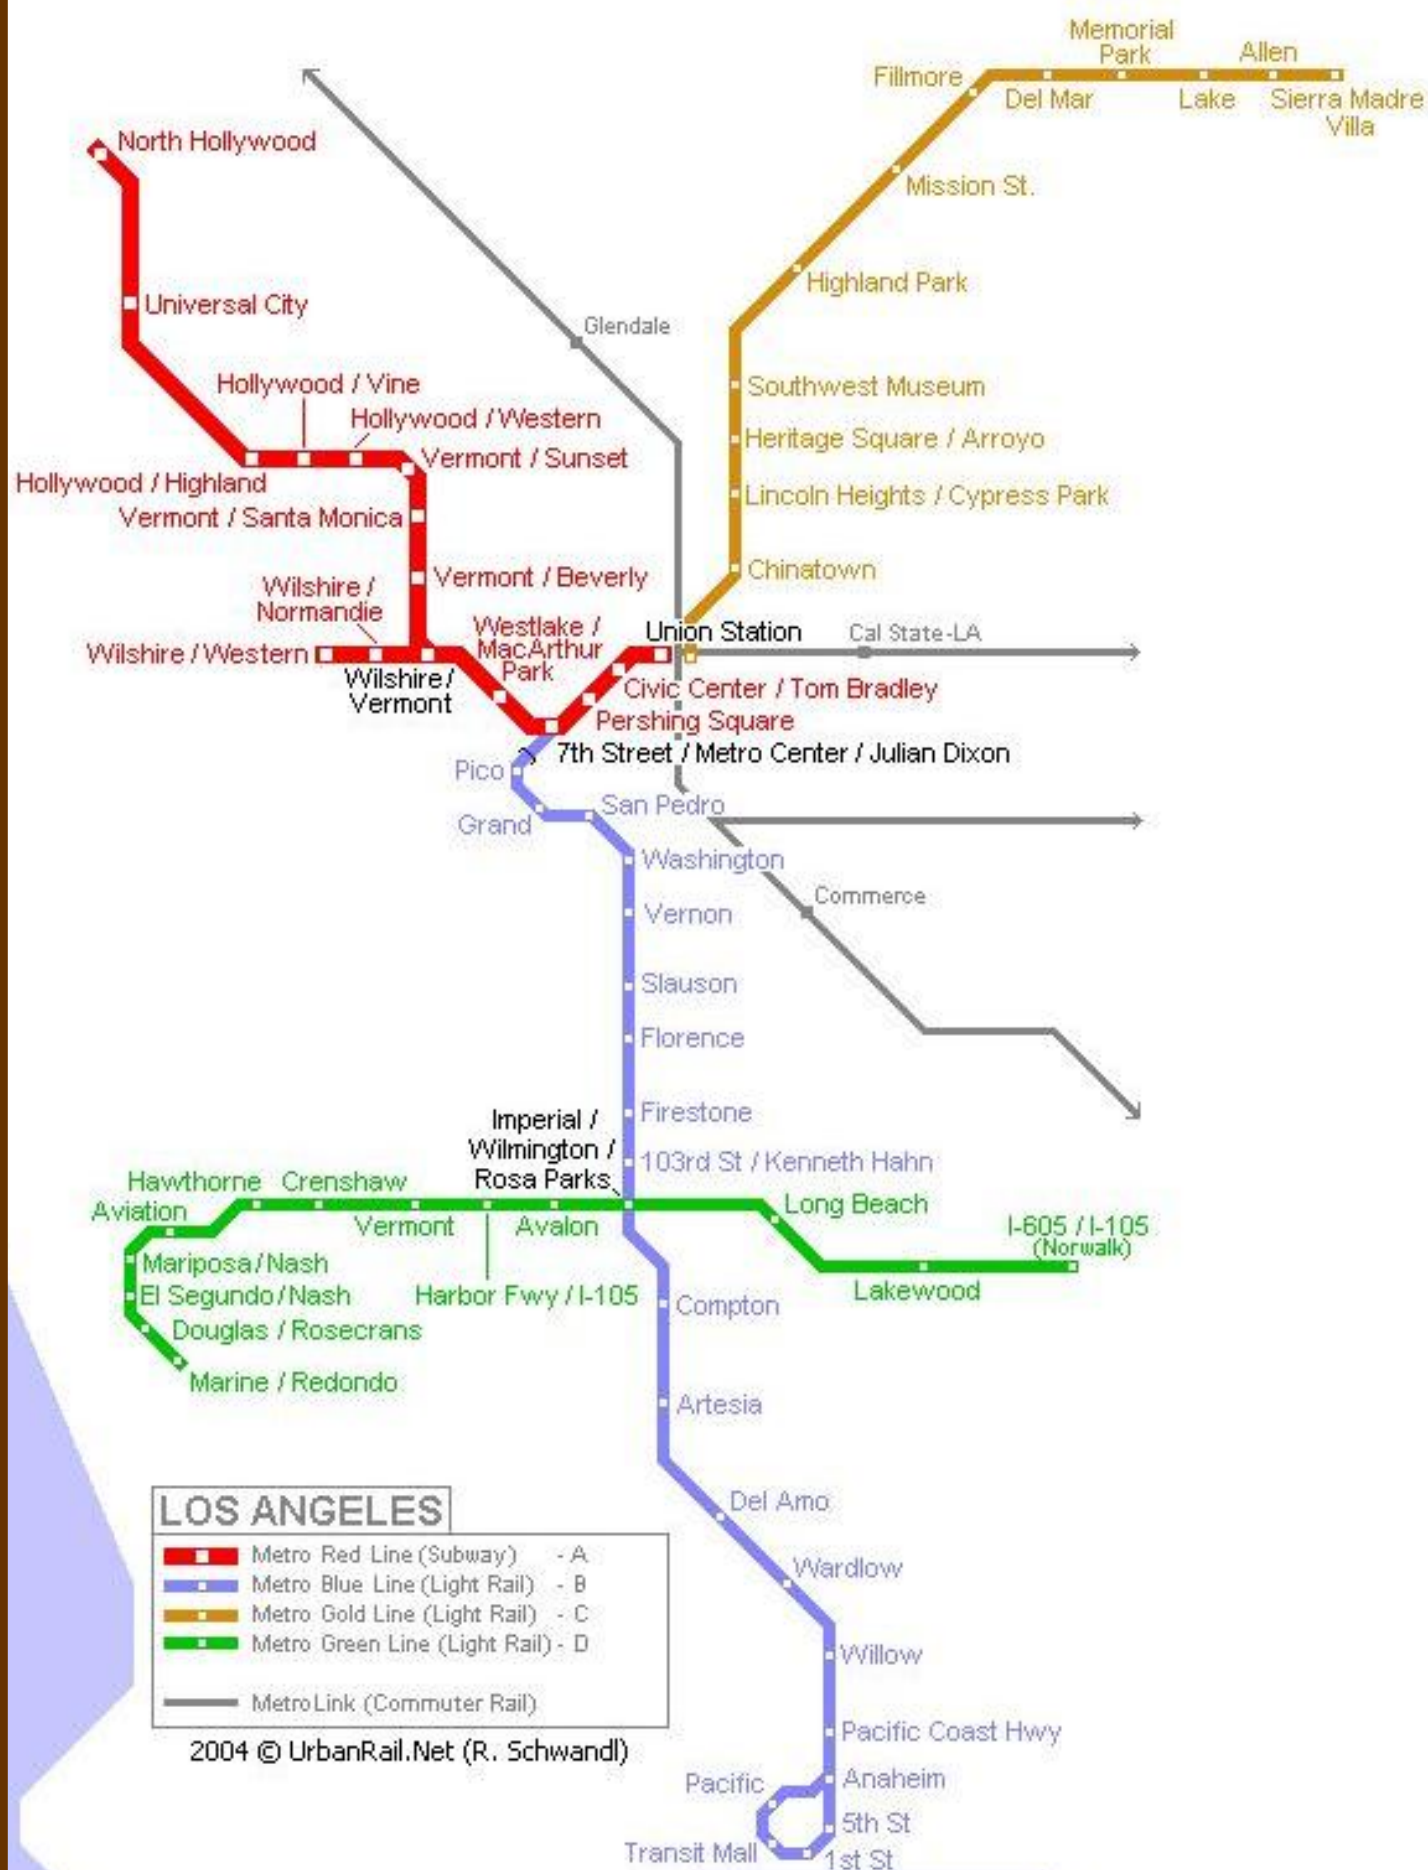 Memorial
Park
Allen
Fillmore
Del Mar
Lake
Sierra Madre
Villa
North Hollywood
Mission St.
Highland Park
Universal City
Glendale
Hollywood / Vine
Southwest Museum
Hollywood / Western
Heritage Square / Arroyo
Vermont / Sunset
Hollywood / Highland
Lincoln Heights / Cypress Park
Vermont / Santa Monica
Chinatown
Vermont / Beverly
Wilshire /
Normandie
Westlake /
MacArthur
Park
Union Station
Cal State-LA
Wilshire / Western
Wilshire /
Vermont
Civic Center / Tom Bradley
Pershing Square
7th Street / Metro Center / Julian Dixon
Pico
San Pedro
Grand
Washington
Commerce
Vernon
Slauson
Florence
Firestone
Imperial /
Wilmington /
Rosa Parks
103rd St / Kenneth Hahn
Hawthorne
Crenshaw
Aviation
Vermont
Avalon
Long Beach
I-605 / I-105
(Norwalk)
Mariposa / Nash
El Segundo / Nash
Harbor Fwy / I-105
Lakewood
Compton
Douglas / Rosecrans
Marine / Redondo
Artesia
Del Amo
LOS ANGELES
Metro Red Line (Subway) - A
Metro Blue Line (Light Rail) - B
Metro Gold Line (Light Rail) - C
Metro Green Line (Light Rail) - D
MetroLink (Commuter Rail)
2004 © UrbanRail.Net (R. Schwandl)
Wardlow
Willow
Pacific Coast Hwy
Pacific
Anaheim
5th St
Transit Mall
1st St